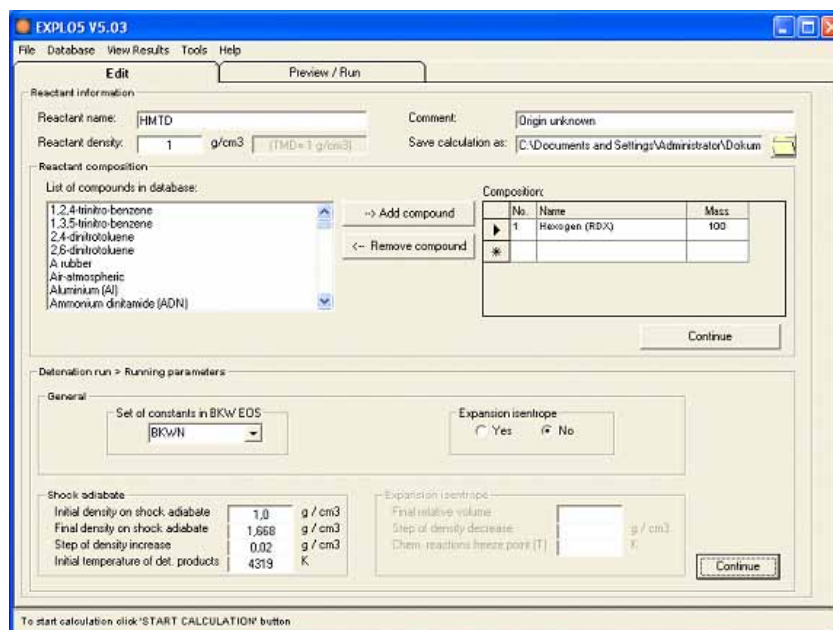 EXPLO5 V5.03
File Database View Results Tools Help
Edit Preview / Run
Reactant information
Reactant name: HMTD Comment: Origin unknown
Reactant density: 1 g/cm3 (TMD= 1 g/cm3) Save calculation as: C:\Documents and Settings\Administrator\Dokum
Reactant composition
List of compounds in database:
1,2,4-trinitro-benzene
1,3,5-trinitro-benzene
2,4-dinitrotoluene
2,6-dinitrotoluene
A rubber
Air-atmospheric
Aluminium (Al)
Ammonium dinitamide (ADN)
--> Add compound
<-- Remove compound
Composition:
No. Name Mass
1 Hexogen (RDX) 100
Continue
Detonation run > Running parameters
General
Set of constants in BKW EOS
BKWN
Expansion isentrope
Yes No
Shock adiabate
Initial density on shock adiabate 1,0 g / cm3
Final density on shock adiabate 1,668 g / cm3
Step of density increase 0,02 g / cm3
Initial temperature of det. products 4319 K
Expansion isentrope
Final relative volume
Step of density decrease g / cm3
Chem. reactions freeze point (T) K
Continue
To start calculation click 'START CALCULATION' button